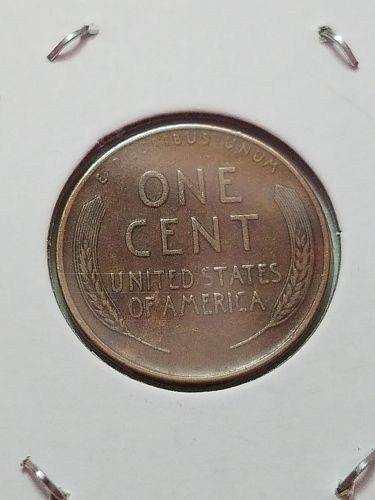 E PLURIBUS UNUM
ONE
CENT
UNITED STATES
OF AMERICA